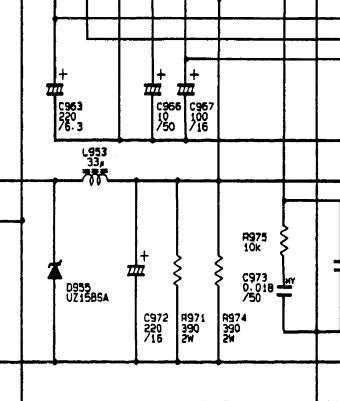 +
+
+
C963
220
/6.3
C966
10
/50
C967
100
/16
L953
33μ
R975
10k
+
C973
0.018
/50
MY
D955
UZ15BSA
C972
220
/16
R971
390
2W
R974
390
2W